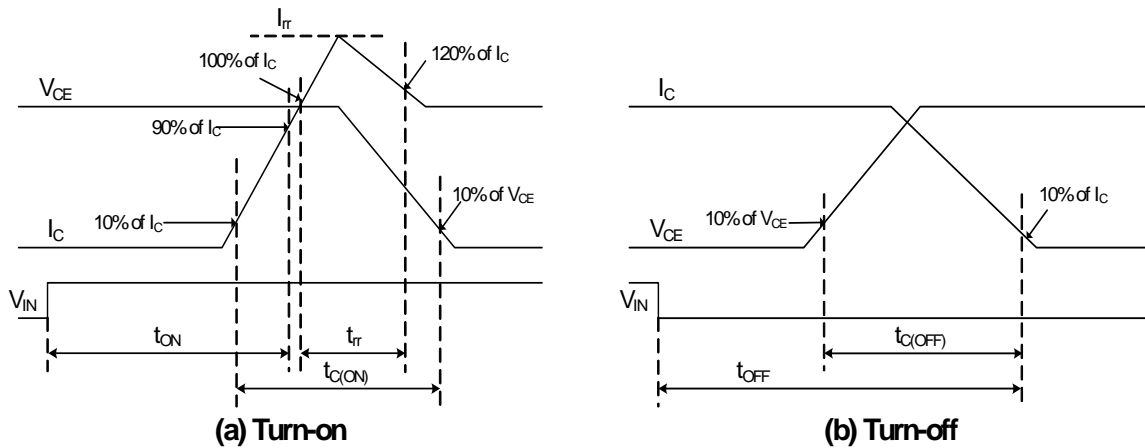 Irr
100% of IC
120% of IC
VCE
90% of IC
10% of IC
10% of VCE
IC
VIN
tON
trr
tC(ON)
(a) Turn-on
IC
10% of VCE
10% of IC
VCE
VIN
tC(OFF)
tOFF
(b) Turn-off